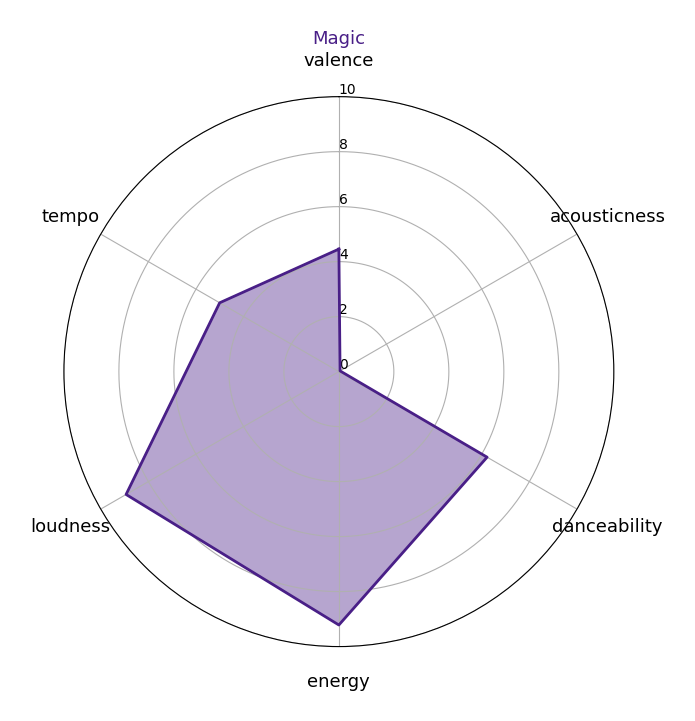 Magic
valence
10
8
acousticness
tempo
6
4
2
0
loudness
danceability
energy